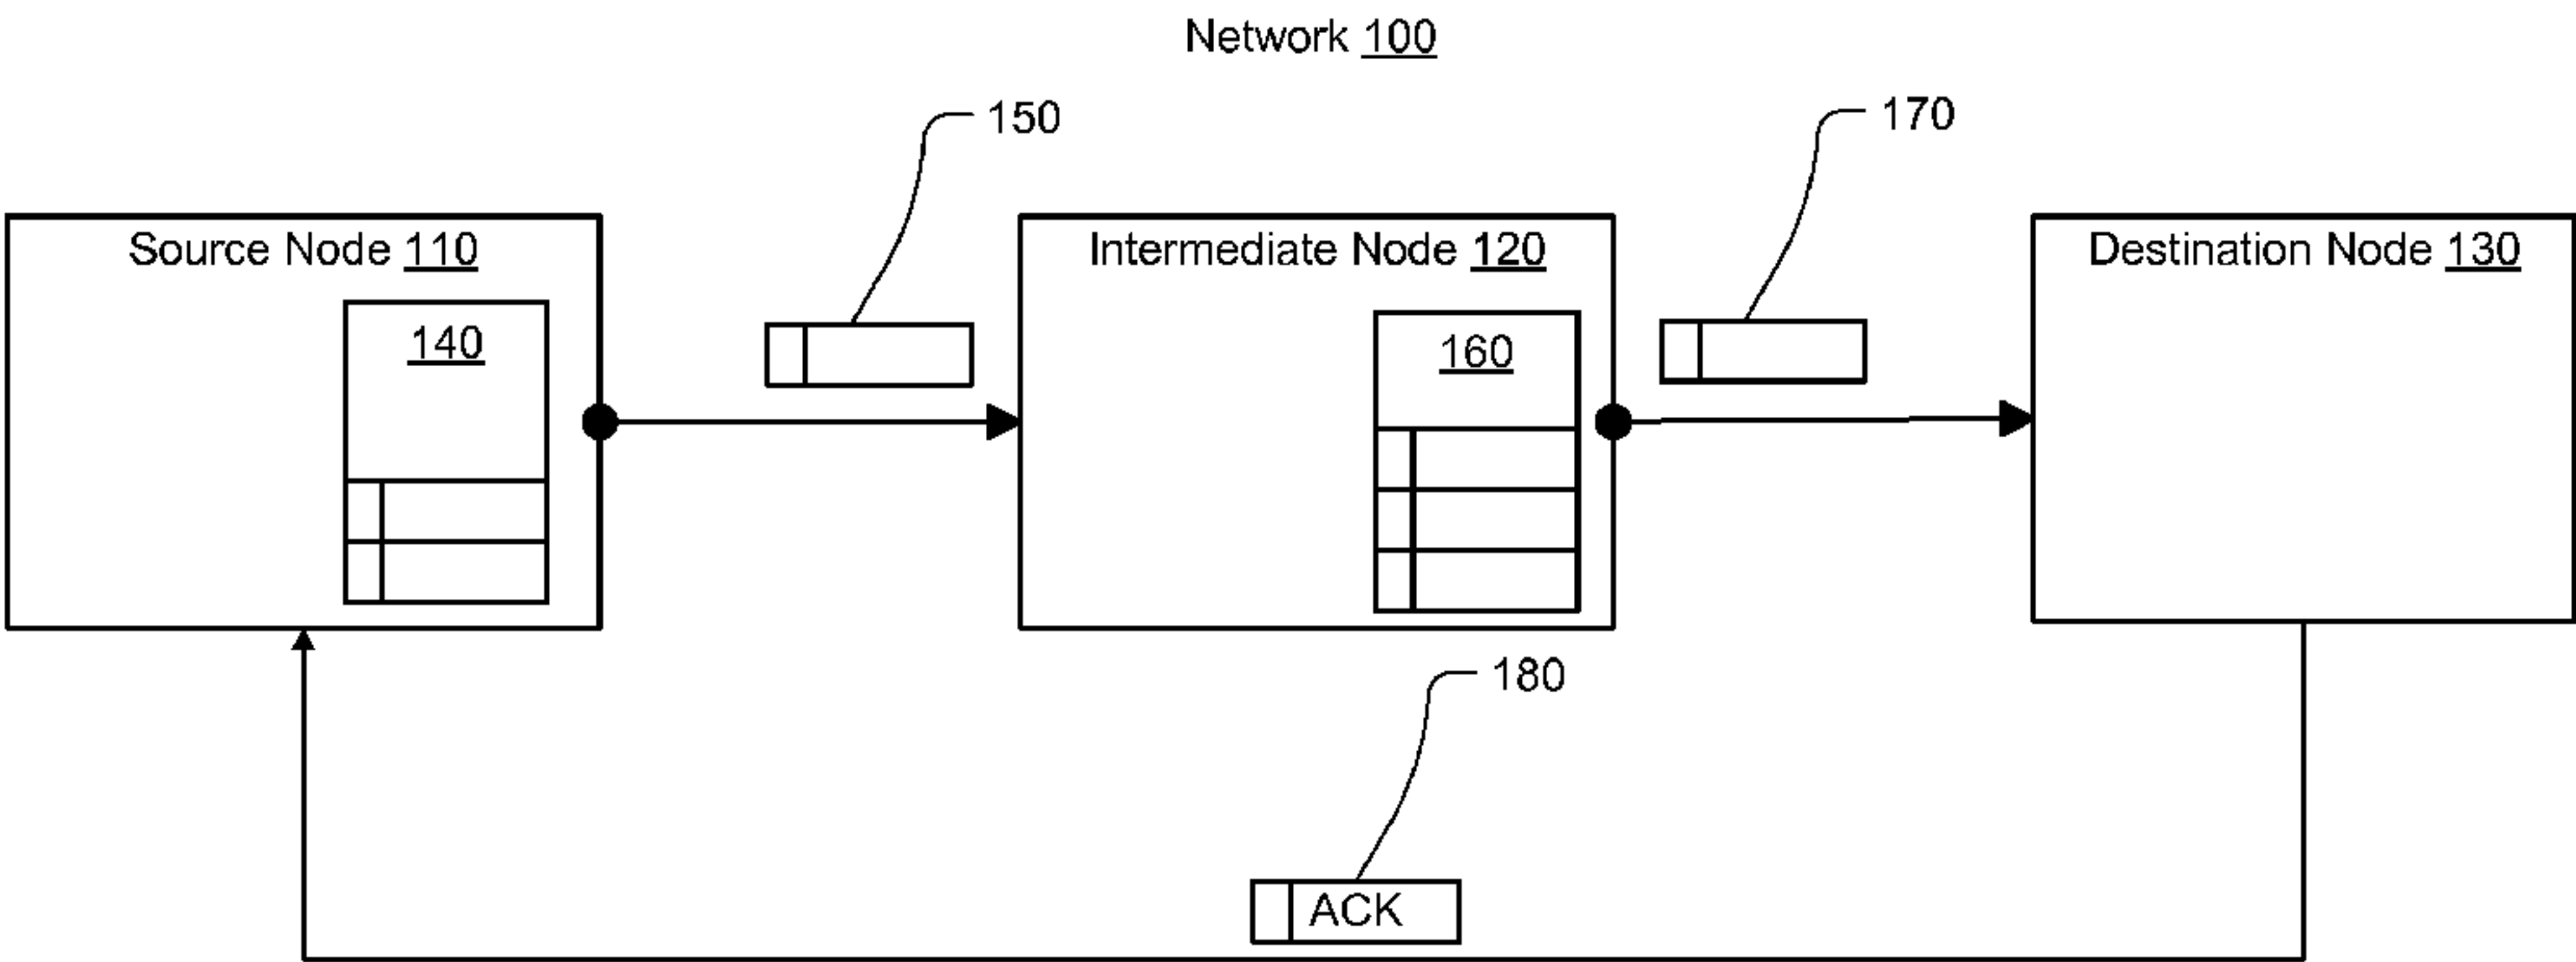 Network 100
150
170
Source Node 110
Intermediate Node 120
Destination Node 130
140
160
180
ACK